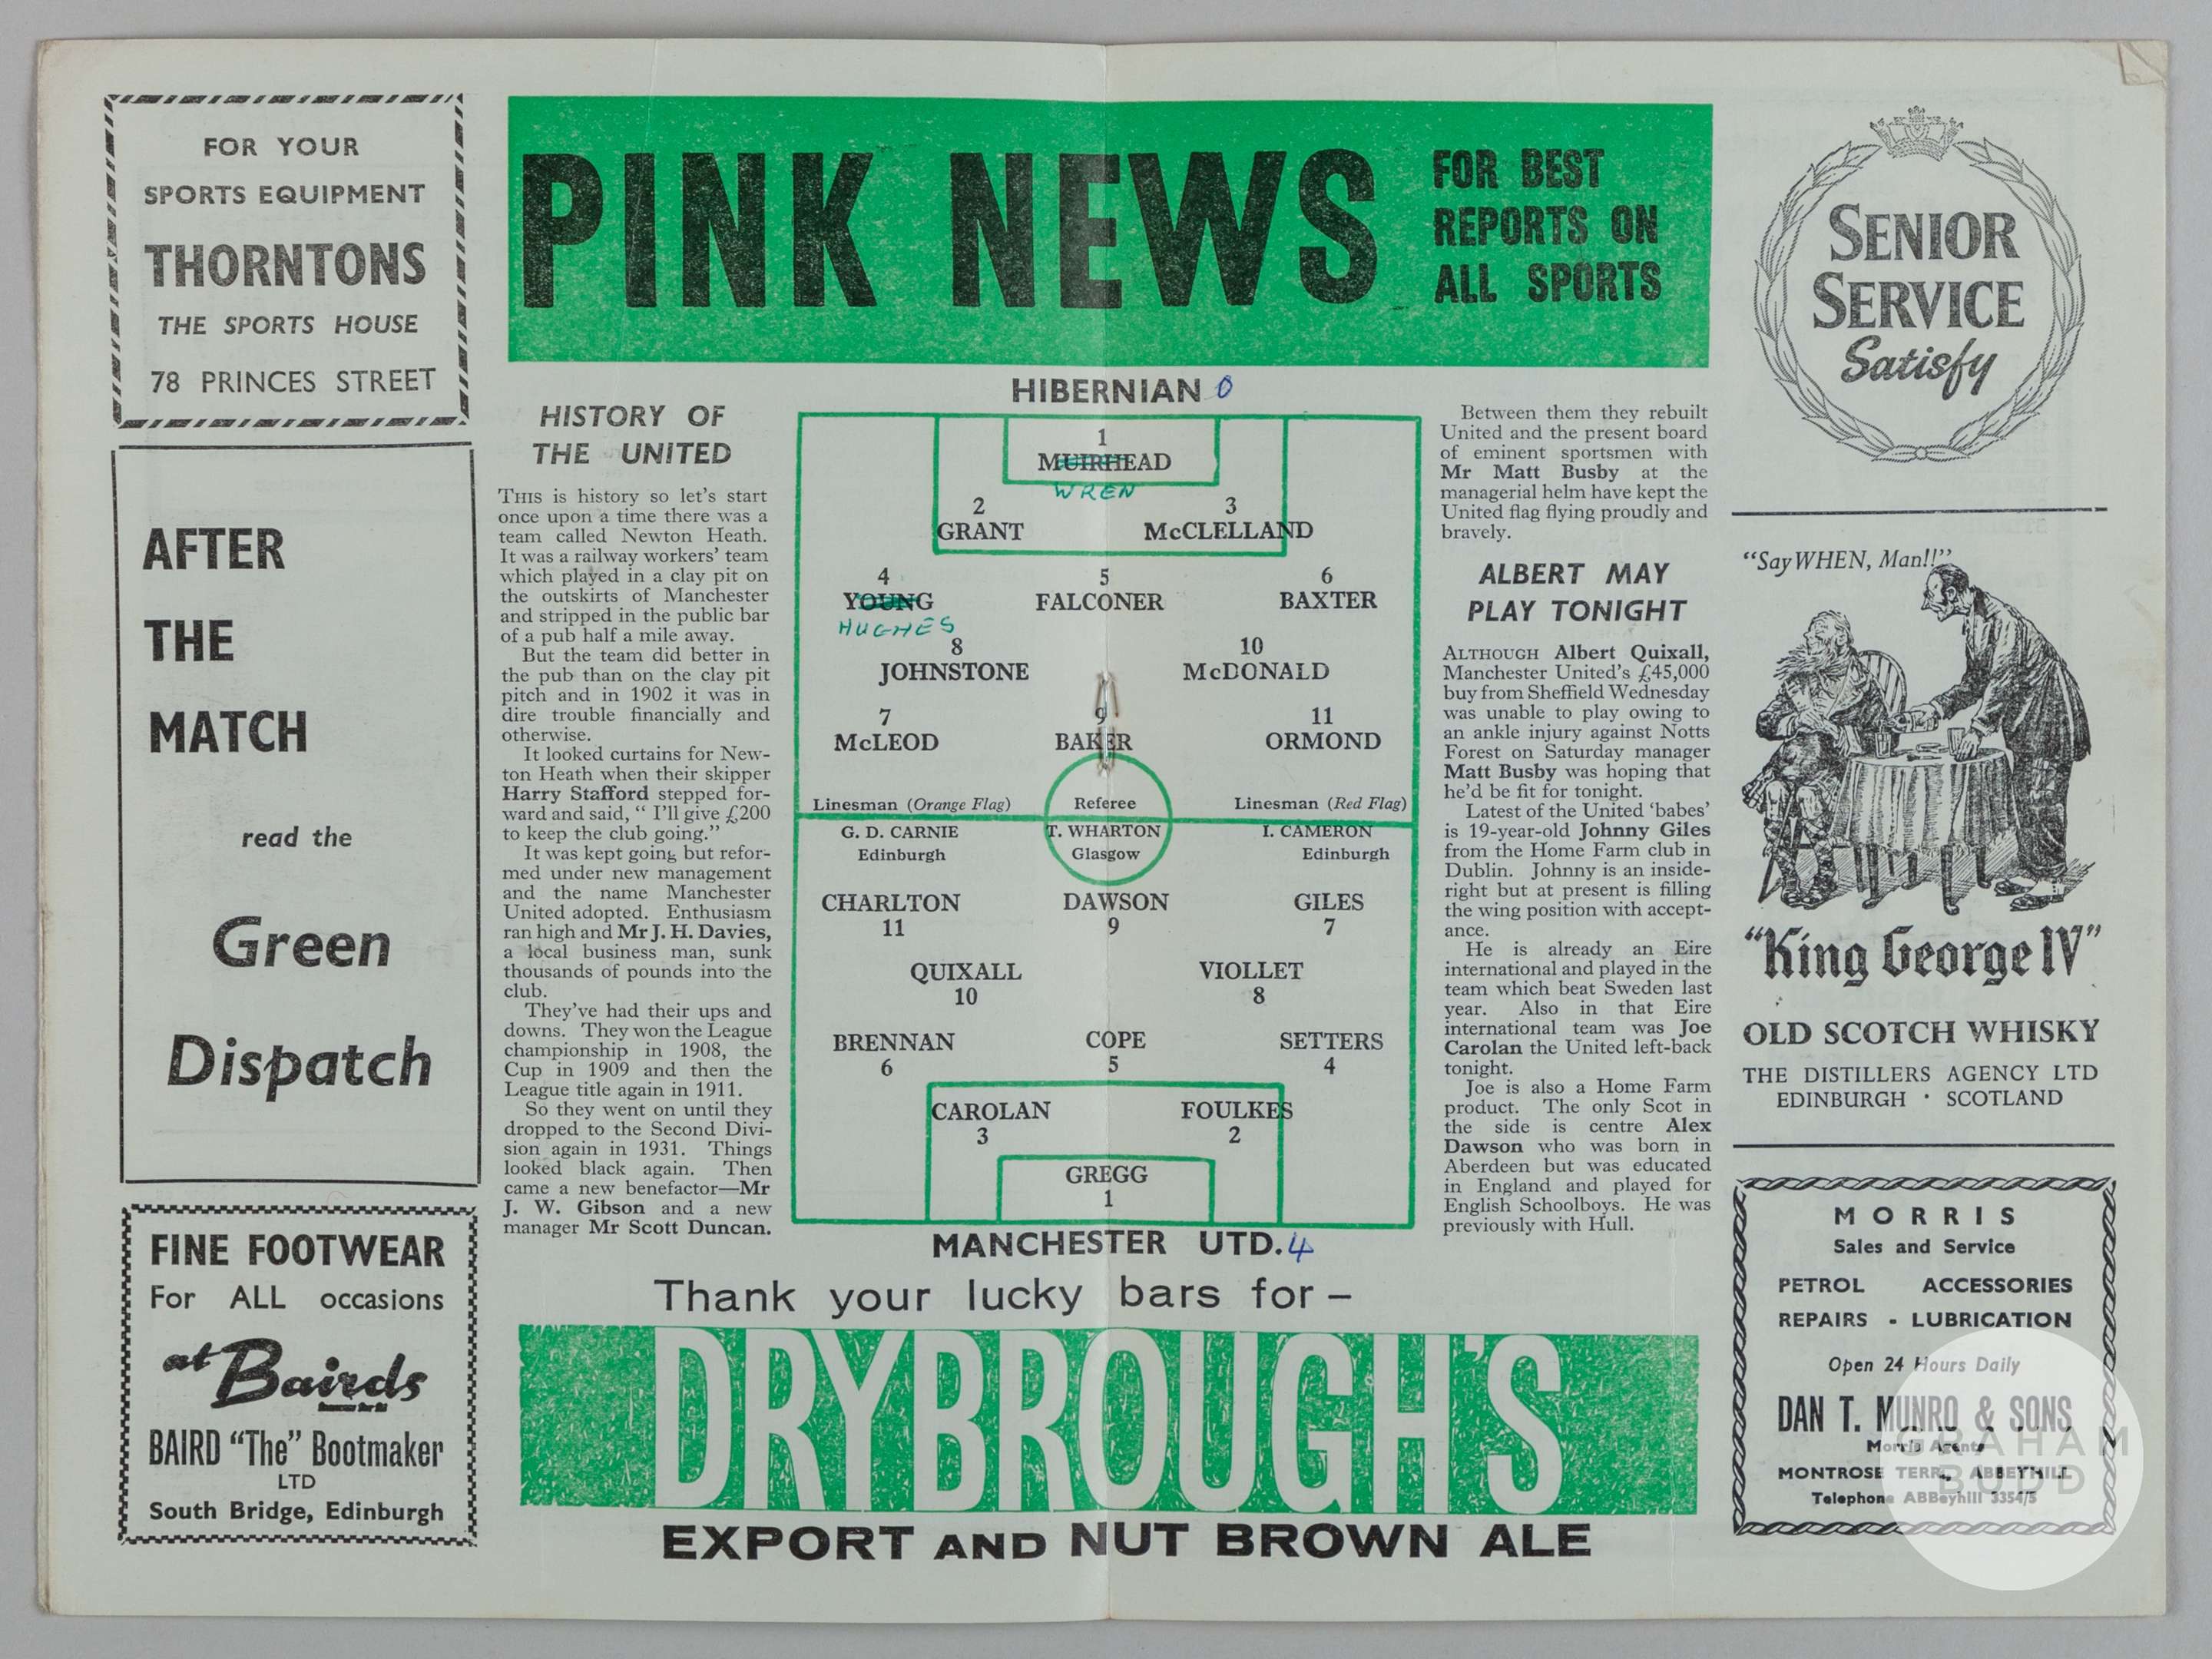 FOR YOUR
SPORTS EQUIPMENT
THORNTONS
THE SPORTS HOUSE
78 PRINCES STREET
AFTER
THE
MATCH
read the
Green
Dispatch
FINE FOOTWEAR
For ALL occasions
at Bairds
BAIRD "The" Bootmaker
LTD
South Bridge, Edinburgh
PINK NEWS
FOR BEST
REPORTS ON
ALL SPORTS
HISTORY OF
THE UNITED
THIS is history so let's start
once upon a time there was a
team called Newton Heath.
It was a railway workers' team
which played in a clay pit on
the outskirts of Manchester
and stripped in the public bar
of a pub half a mile away.
But the team did better in
the pub than on the clay pit
pitch and in 1902 it was in
dire trouble financially and
otherwise.
It looked curtains for New-
ton Heath when their skipper
Harry Stafford stepped for-
ward and said, " I'll give £200
to keep the club going."
It was kept going but refor-
med under new management
and the name Manchester
United adopted. Enthusiasm
ran high and Mr J. H. Davies,
a local business man, sunk
thousands of pounds into the
club.
They've had their ups and
downs. They won the League
championship in 1908, the
Cup in 1909 and then the
League title again in 1911.
So they went on until they
dropped to the Second Divi-
sion again in 1931. Things
looked black again. Then
came a new benefactor—Mr
J. W. Gibson and a new
manager Mr Scott Duncan.
HIBERNIAN 0
1
MUIRHEAD
WREN
2 3
GRANT McCLELLAND
4 5 6
YOUNG FALCONER BAXTER
HUGHES
8 10
JOHNSTONE McDONALD
7 9 11
McLEOD BAKER ORMOND
Linesman (Orange Flag) Referee Linesman (Red Flag)
G. D. CARNIE T. WHARTON I. CAMERON
Edinburgh Glasgow Edinburgh
CHARLTON DAWSON GILES
11 9 7
QUIXALL VIOLLET
10 8
BRENNAN COPE SETTERS
6 5 4
CAROLAN FOULKES
3 2
GREGG
1
MANCHESTER UTD. 4
Between them they rebuilt
United and the present board
of eminent sportsmen with
Mr Matt Busby at the
managerial helm have kept the
United flag flying proudly and
bravely.
ALBERT MAY
PLAY TONIGHT
ALTHOUGH Albert Quixall,
Manchester United's £45,000
buy from Sheffield Wednesday
was unable to play owing to
an ankle injury against Notts
Forest on Saturday manager
Matt Busby was hoping that
he'd be fit for tonight.
Latest of the United 'babes'
is 19-year-old Johnny Giles
from the Home Farm club in
Dublin. Johnny is an inside-
right but at present is filling
the wing position with accept-
ance.
He is already an Eire
international and played in the
team which beat Sweden last
year. Also in that Eire
international team was Joe
Carolan the United left-back
tonight.
Joe is also a Home Farm
product. The only Scot in
the side is centre Alex
Dawson who was born in
Aberdeen but was educated
in England and played for
English Schoolboys. He was
previously with Hull.
Thank your lucky bars for –
DRYBROUGH'S
EXPORT AND NUT BROWN ALE
SENIOR
SERVICE
Satisfy
"Say WHEN, Man!!"
"King George IV"
OLD SCOTCH WHISKY
THE DISTILLERS AGENCY LTD
EDINBURGH · SCOTLAND
MORRIS
Sales and Service
PETROL ACCESSORIES
REPAIRS - LUBRICATION
Open 24 Hours Daily
DAN T. MUNRO & SONS
Morris Agents
MONTROSE TERR., ABBEYHILL
Telephone ABBeyhill 3354/5
GRAHAM
BUDD